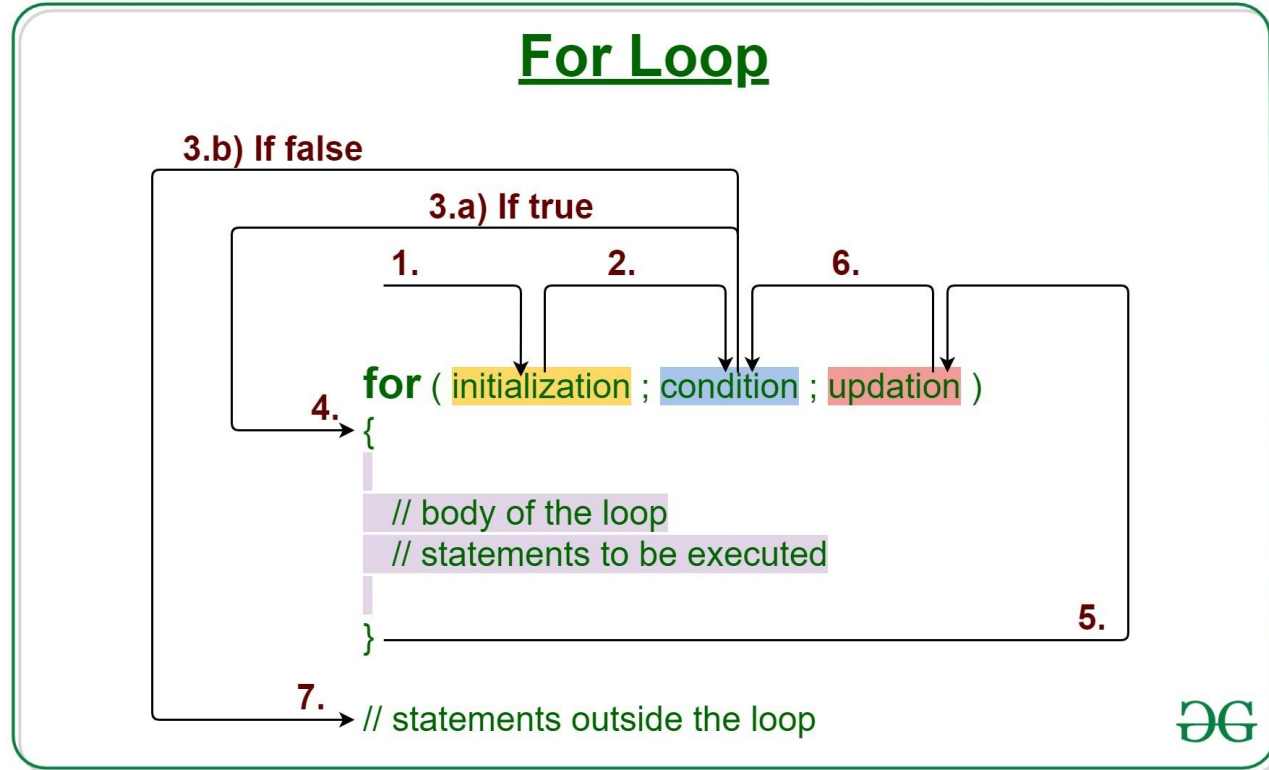 For Loop
3.b) If false
3.a) If true
1.
2.
6.
for ( initialization ; condition ; updation )
4.
{
// body of the loop
// statements to be executed
5.
}
7.
// statements outside the loop